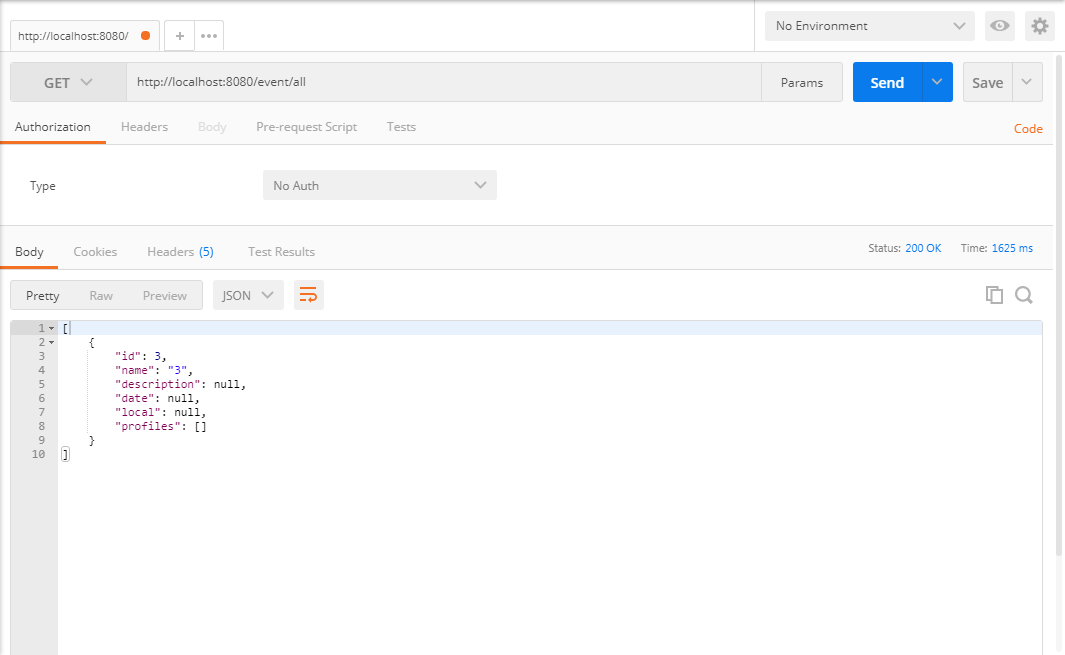 http://localhost:8080/
No Environment
GET http://localhost:8080/event/all Params Send Save
Authorization Headers Body Pre-request Script Tests Code
Type No Auth
Body Cookies Headers (5) Test Results Status: 200 OK Time: 1625 ms
Pretty Raw Preview JSON
1 [
2 {
3 "id": 3,
4 "name": "3",
5 "description": null,
6 "date": null,
7 "local": null,
8 "profiles": []
9 }
10 ]